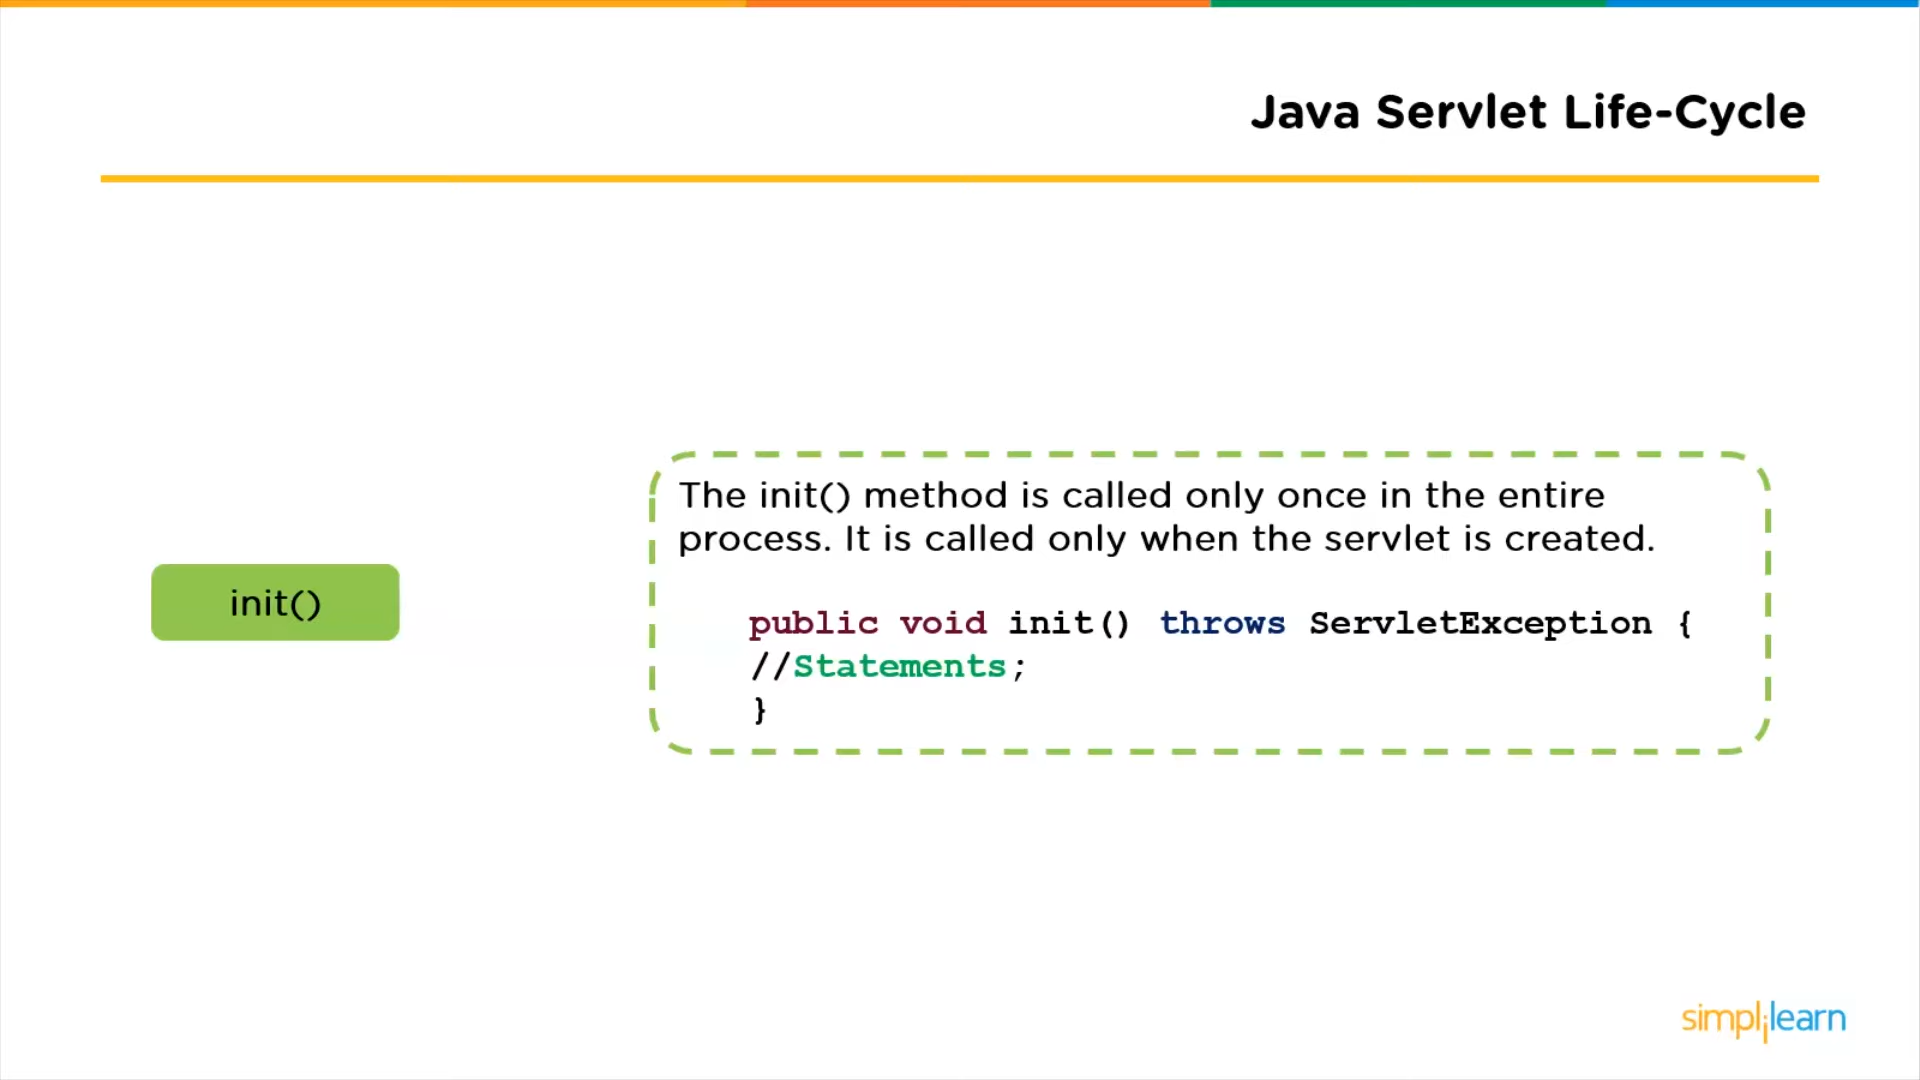 Java Servlet Life-Cycle
The init() method is called only once in the entire
process. It is called only when the servlet is created.
init()
public void init() throws ServletException {
//Statements;
}
simplilearn